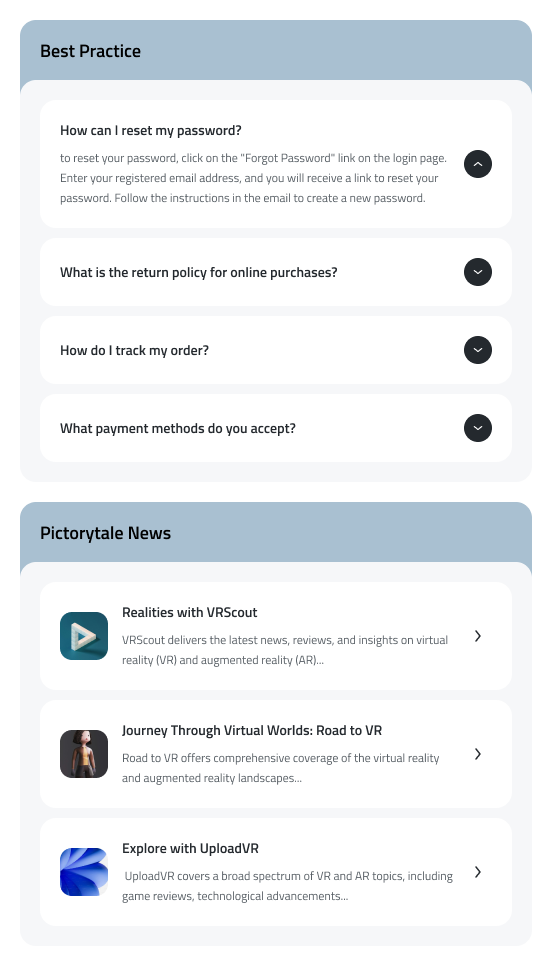 Best Practice
How can I reset my password?
to reset your password, click on the "Forgot Password" link on the login page.
Enter your registered email address, and you will receive a link to reset your
password. Follow the instructions in the email to create a new password.
What is the return policy for online purchases?
How do I track my order?
What payment methods do you accept?
Pictorytale News
Realities with VRScout
VRScout delivers the latest news, reviews, and insights on virtual
reality (VR) and augmented reality (AR)...
Journey Through Virtual Worlds: Road to VR
Road to VR offers comprehensive coverage of the virtual reality
and augmented reality landscapes...
Explore with UploadVR
UploadVR covers a broad spectrum of VR and AR topics, including
game reviews, technological advancements...